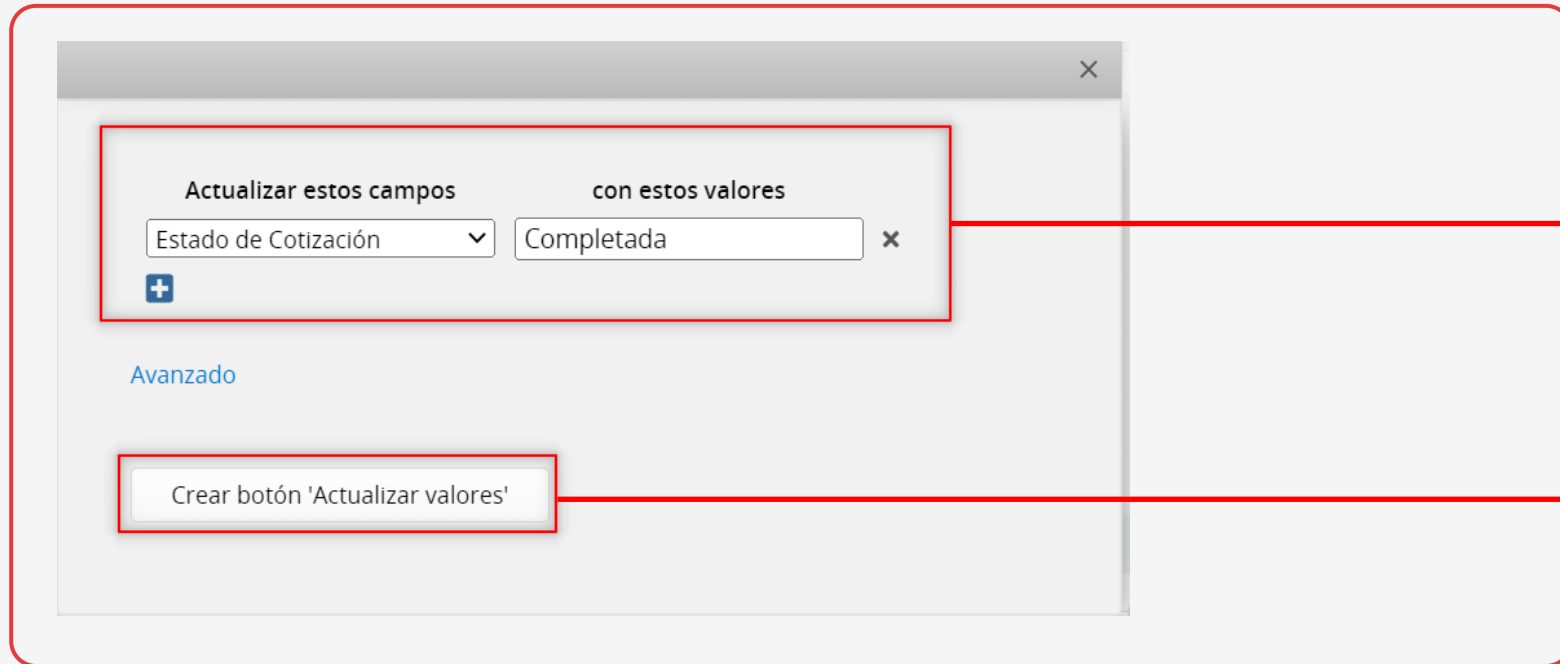 Actualizar estos campos con estos valores
Estado de Cotización Completada
Avanzado
Crear botón 'Actualizar valores'